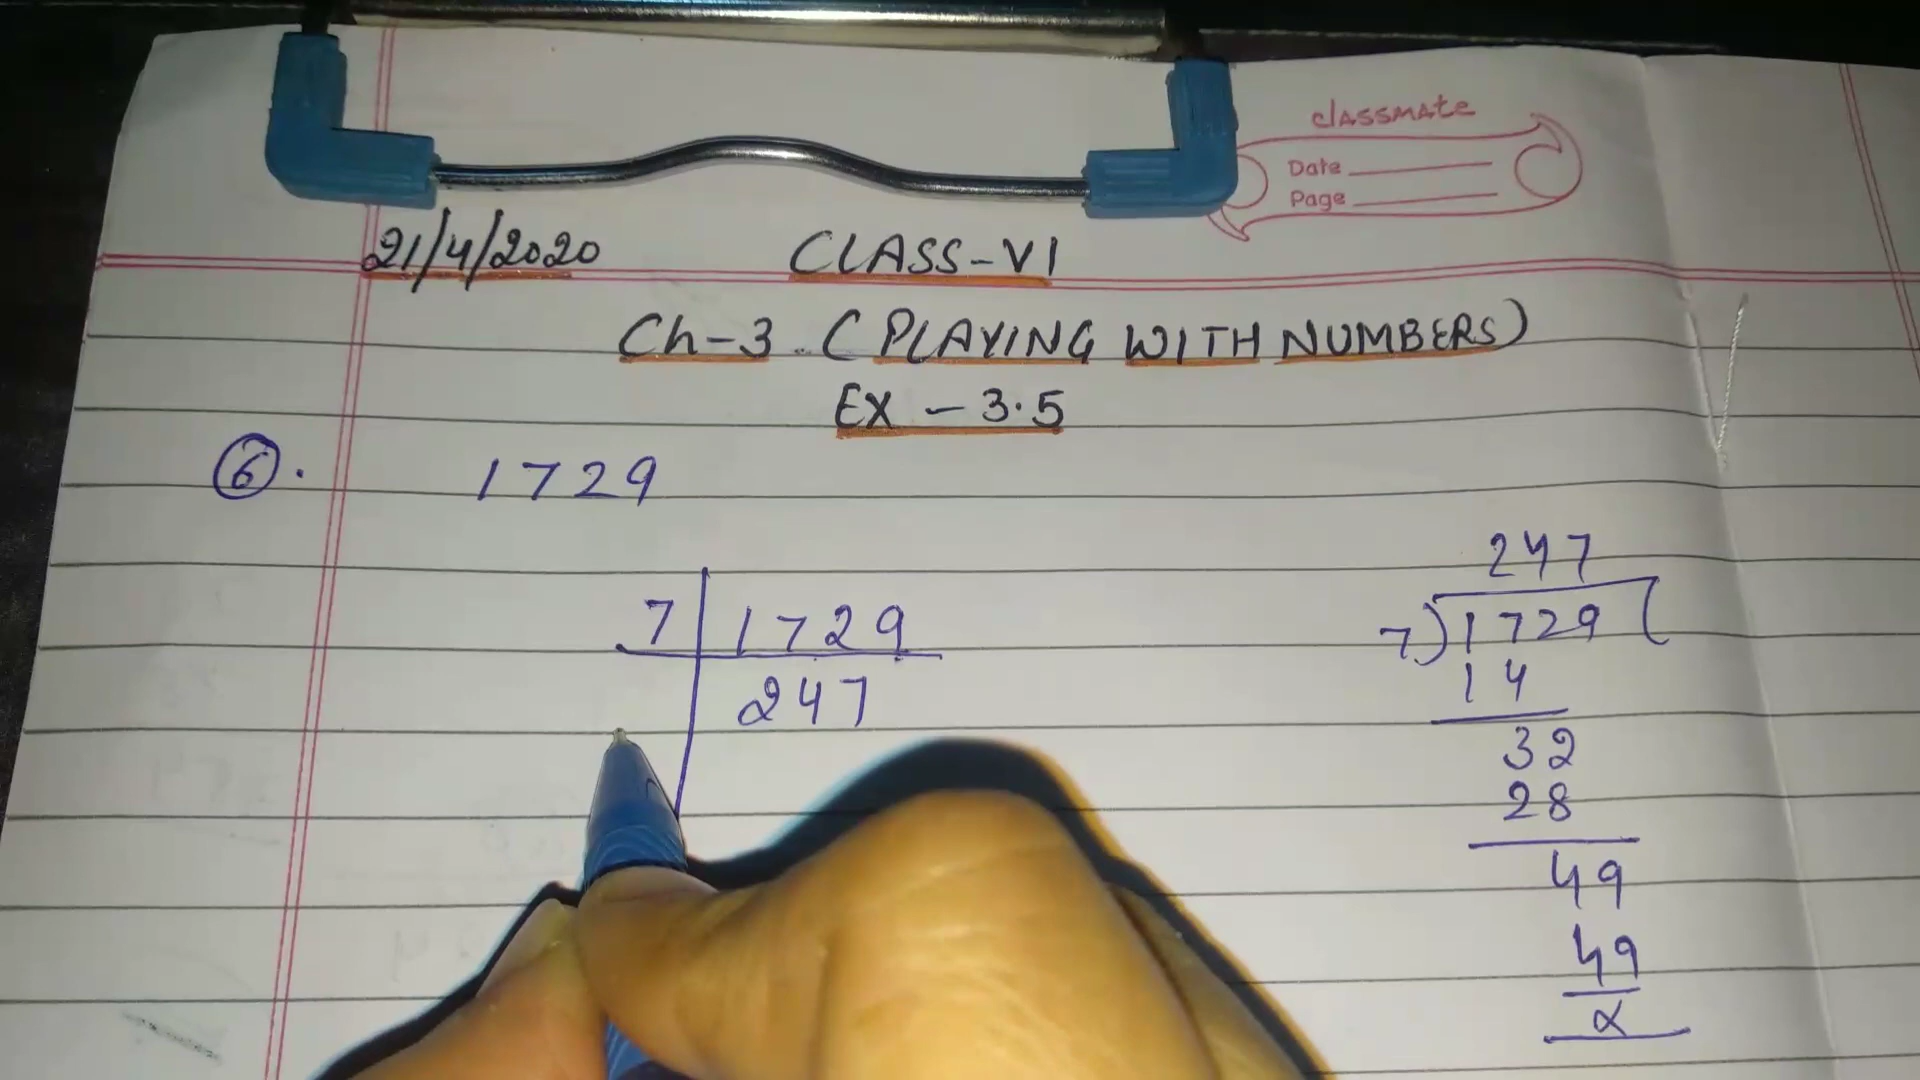 classmate
Date
Page
21/4/2020 CLASS-VI
Ch-3. (PLAYING WITH NUMBERS)
EX - 3.5
6. 1729
7 | 1729
247
247
7)1729(
14
32
28
49
49
x